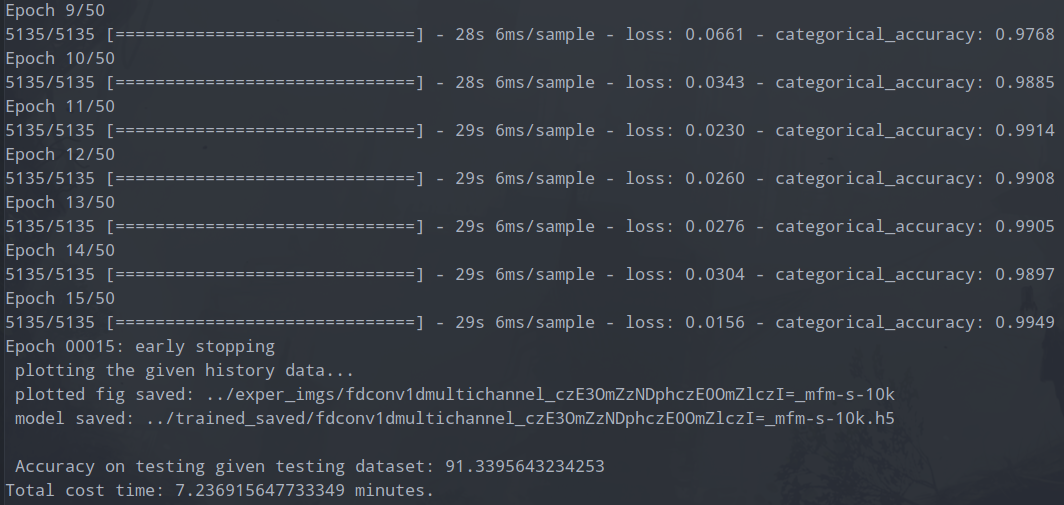 Epoch 9/50
5135/5135 [==============================] - 28s 6ms/sample - loss: 0.0661 - categorical_accuracy: 0.9768
Epoch 10/50
5135/5135 [==============================] - 28s 6ms/sample - loss: 0.0343 - categorical_accuracy: 0.9885
Epoch 11/50
5135/5135 [==============================] - 29s 6ms/sample - loss: 0.0230 - categorical_accuracy: 0.9914
Epoch 12/50
5135/5135 [==============================] - 29s 6ms/sample - loss: 0.0260 - categorical_accuracy: 0.9908
Epoch 13/50
5135/5135 [==============================] - 29s 6ms/sample - loss: 0.0276 - categorical_accuracy: 0.9905
Epoch 14/50
5135/5135 [==============================] - 29s 6ms/sample - loss: 0.0304 - categorical_accuracy: 0.9897
Epoch 15/50
5135/5135 [==============================] - 29s 6ms/sample - loss: 0.0156 - categorical_accuracy: 0.9949
Epoch 00015: early stopping
plotting the given history data...
plotted fig saved: ../exper_imgs/fdconv1dmultichannel_czE3OmZzNDphczE0OmZlczI=_mfm-s-10k
model saved: ../trained_saved/fdconv1dmultichannel_czE3OmZzNDphczE0OmZlczI=_mfm-s-10k.h5
Accuracy on testing given testing dataset: 91.3395643234253
Total cost time: 7.236915647733349 minutes.